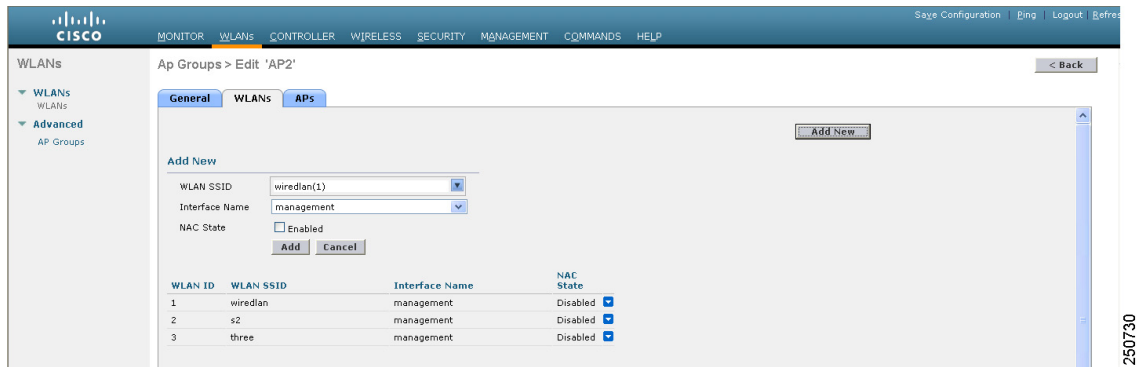 Save Configuration | Ping | Logout | Refres
CISCO
MONITOR WLANs CONTROLLER WIRELESS SECURITY MANAGEMENT COMMANDS HELP
WLANs
Ap Groups > Edit 'AP2'
< Back
WLANs
WLANs
Advanced
AP Groups
General WLANs APs
Add New
Add New
WLAN SSID wiredlan(1)
Interface Name management
NAC State Enabled
Add Cancel
WLAN ID WLAN SSID Interface Name NAC State
1 wiredlan management Disabled
2 s2 management Disabled
3 three management Disabled
250730